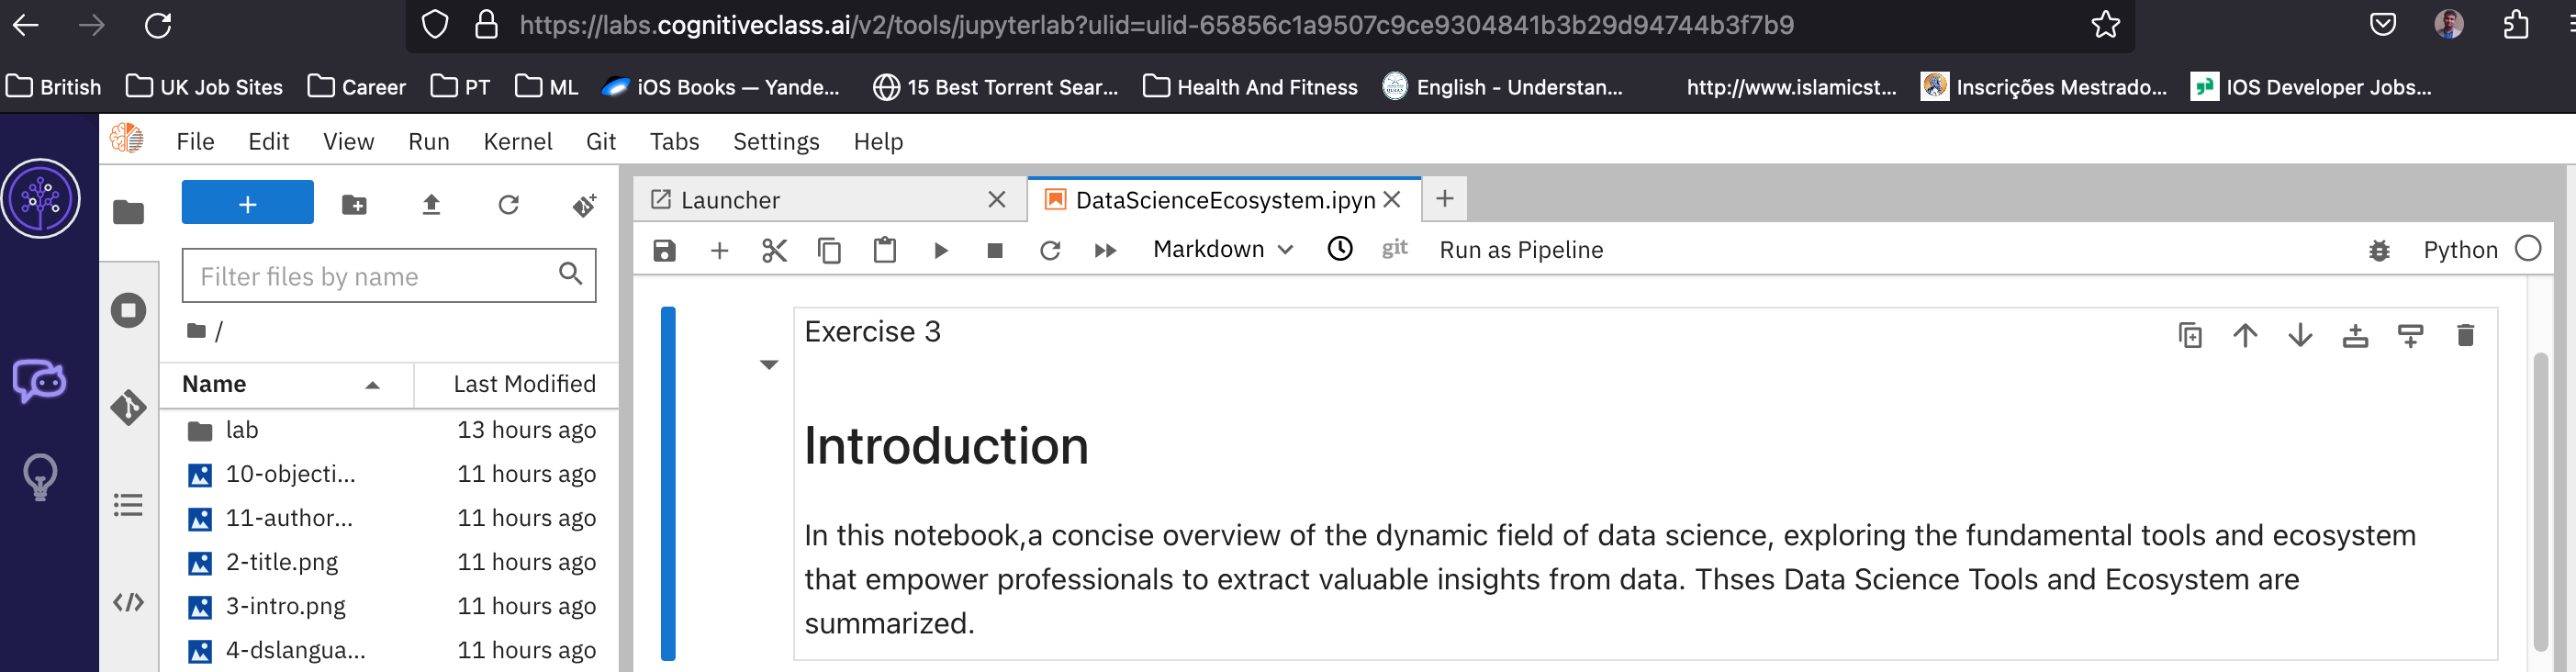 https://labs.cognitiveclass.ai/v2/tools/jupyterlab?ulid=ulid-65856c1a9507c9ce9304841b3b29d94744b3f7b9
British UK Job Sites Career PT ML iOS Books — Yande... 15 Best Torrent Sear... Health And Fitness English - Understan... http://www.islamicst... Inscrições Mestrado... IOS Developer Jobs...
File Edit View Run Kernel Git Tabs Settings Help
Launcher DataScienceEcosystem.ipyn
Markdown git Run as Pipeline Python
Filter files by name
/
Name Last Modified
lab 13 hours ago
10-objecti... 11 hours ago
11-author... 11 hours ago
2-title.png 11 hours ago
3-intro.png 11 hours ago
4-dslangua... 11 hours ago
Exercise 3
Introduction
In this notebook,a concise overview of the dynamic field of data science, exploring the fundamental tools and ecosystem
that empower professionals to extract valuable insights from data. Thses Data Science Tools and Ecosystem are
summarized.